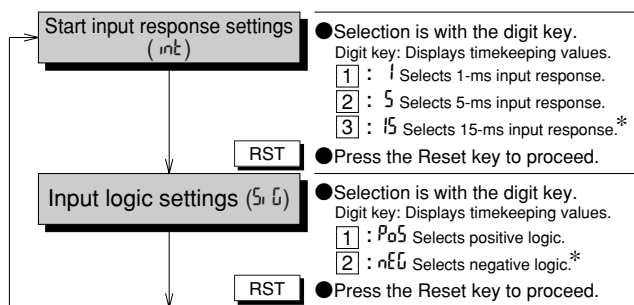 Start input response settings
( int )
RST
●Selection is with the digit key.
Digit key: Displays timekeeping values.
1 : 1 Selects 1-ms input response.
2 : 5 Selects 5-ms input response.
3 : 15 Selects 15-ms input response.*
●Press the Reset key to proceed.
Input logic settings (SiG)
RST
●Selection is with the digit key.
Digit key: Displays timekeeping values.
1 : PoS Selects positive logic.
2 : nEG Selects negative logic.*
●Press the Reset key to proceed.